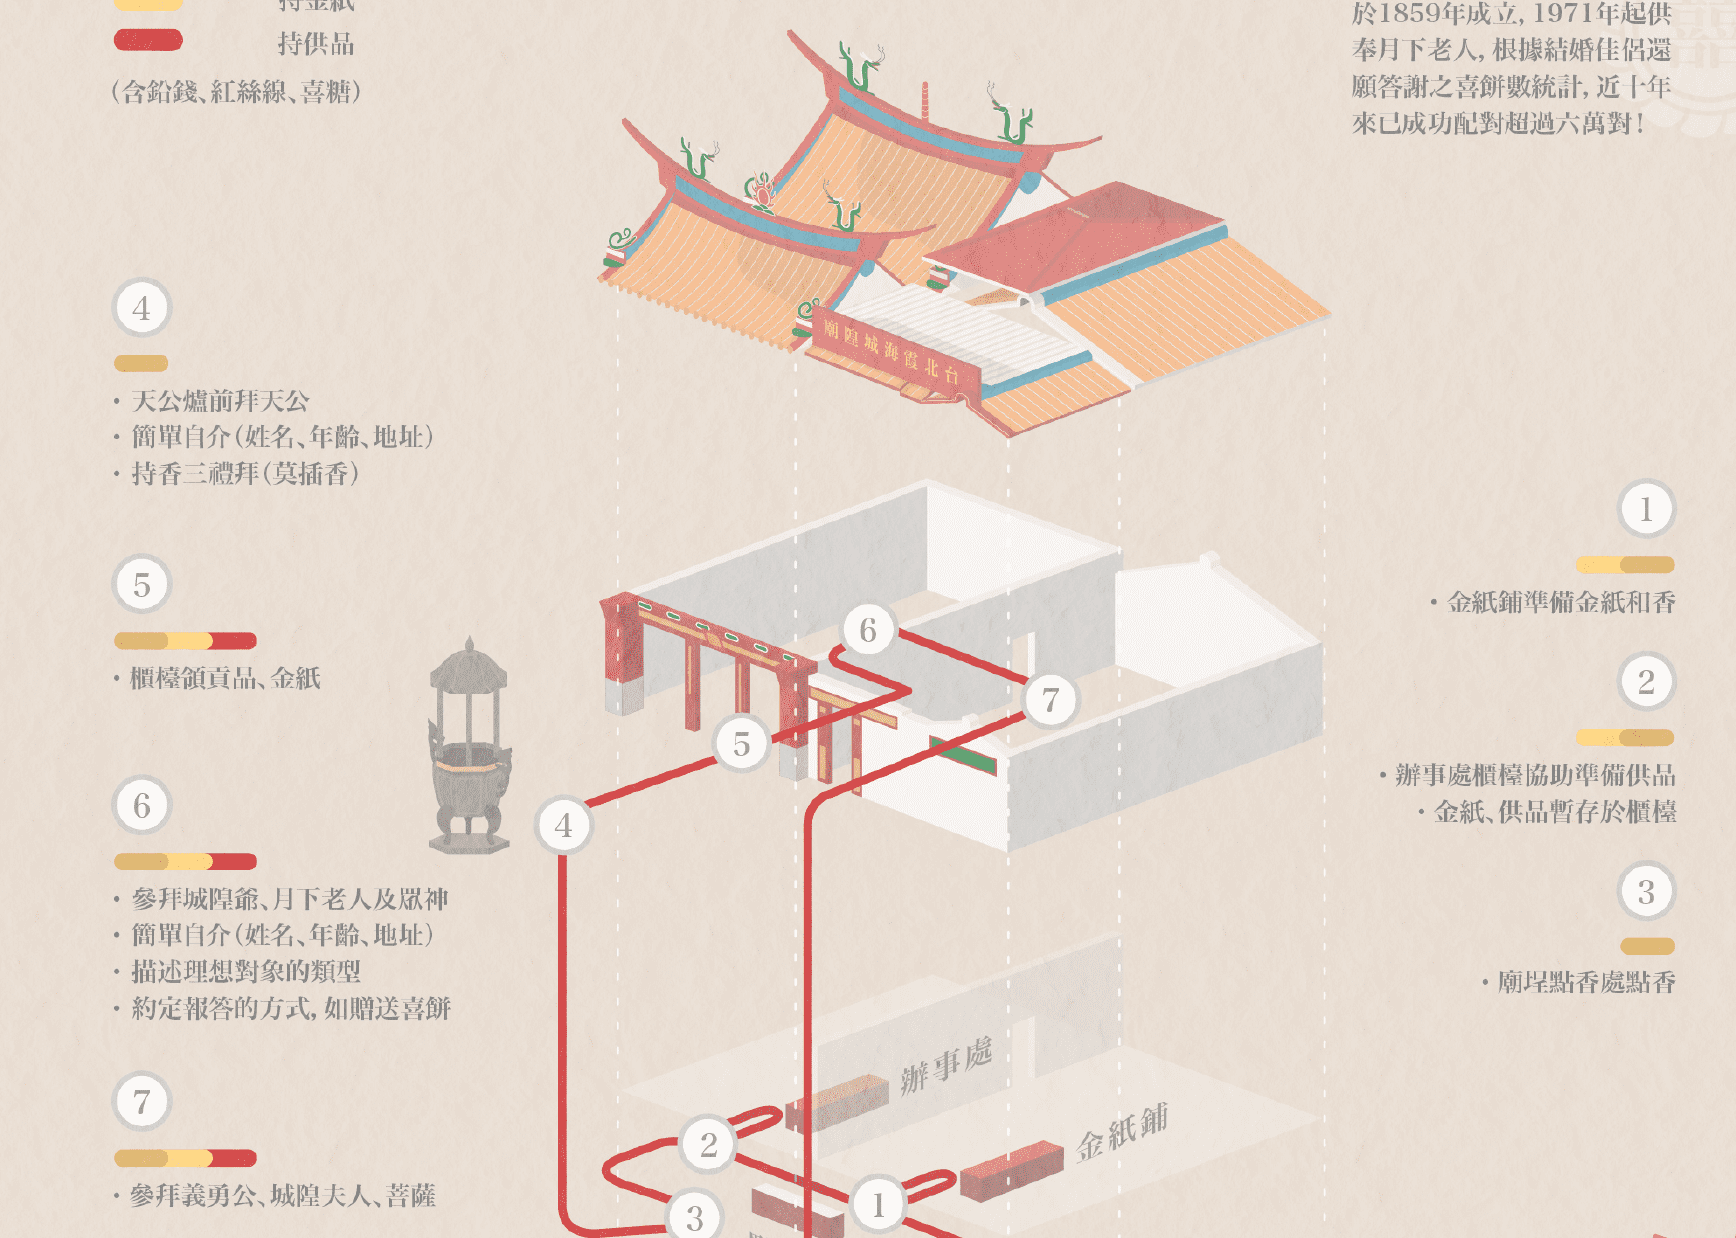 持金紙
持供品
(含鉛錢、紅絲線、喜糖)
於1859年成立, 1971年起供
奉月下老人, 根據結婚佳侶還
願答謝之喜餅數統計, 近十年
來已成功配對超過六萬對!
廟隍城海霞北台
4
・天公爐前拜天公
・簡單自介(姓名、年齡、地址)
・持香三禮拜(莫插香)
5
・櫃檯領貢品、金紙
6
・參拜城隍爺、月下老人及眾神
・簡單自介(姓名、年齡、地址)
・描述理想對象的類型
・約定報答的方式, 如贈送喜餅
7
・參拜義勇公、城隍夫人、菩薩
1
・金紙鋪準備金紙和香
2
・辦事處櫃檯協助準備供品
・金紙、供品暫存於櫃檯
3
・廟埕點香處點香
6
7
5
4
辦事處
金紙鋪
2
1
3